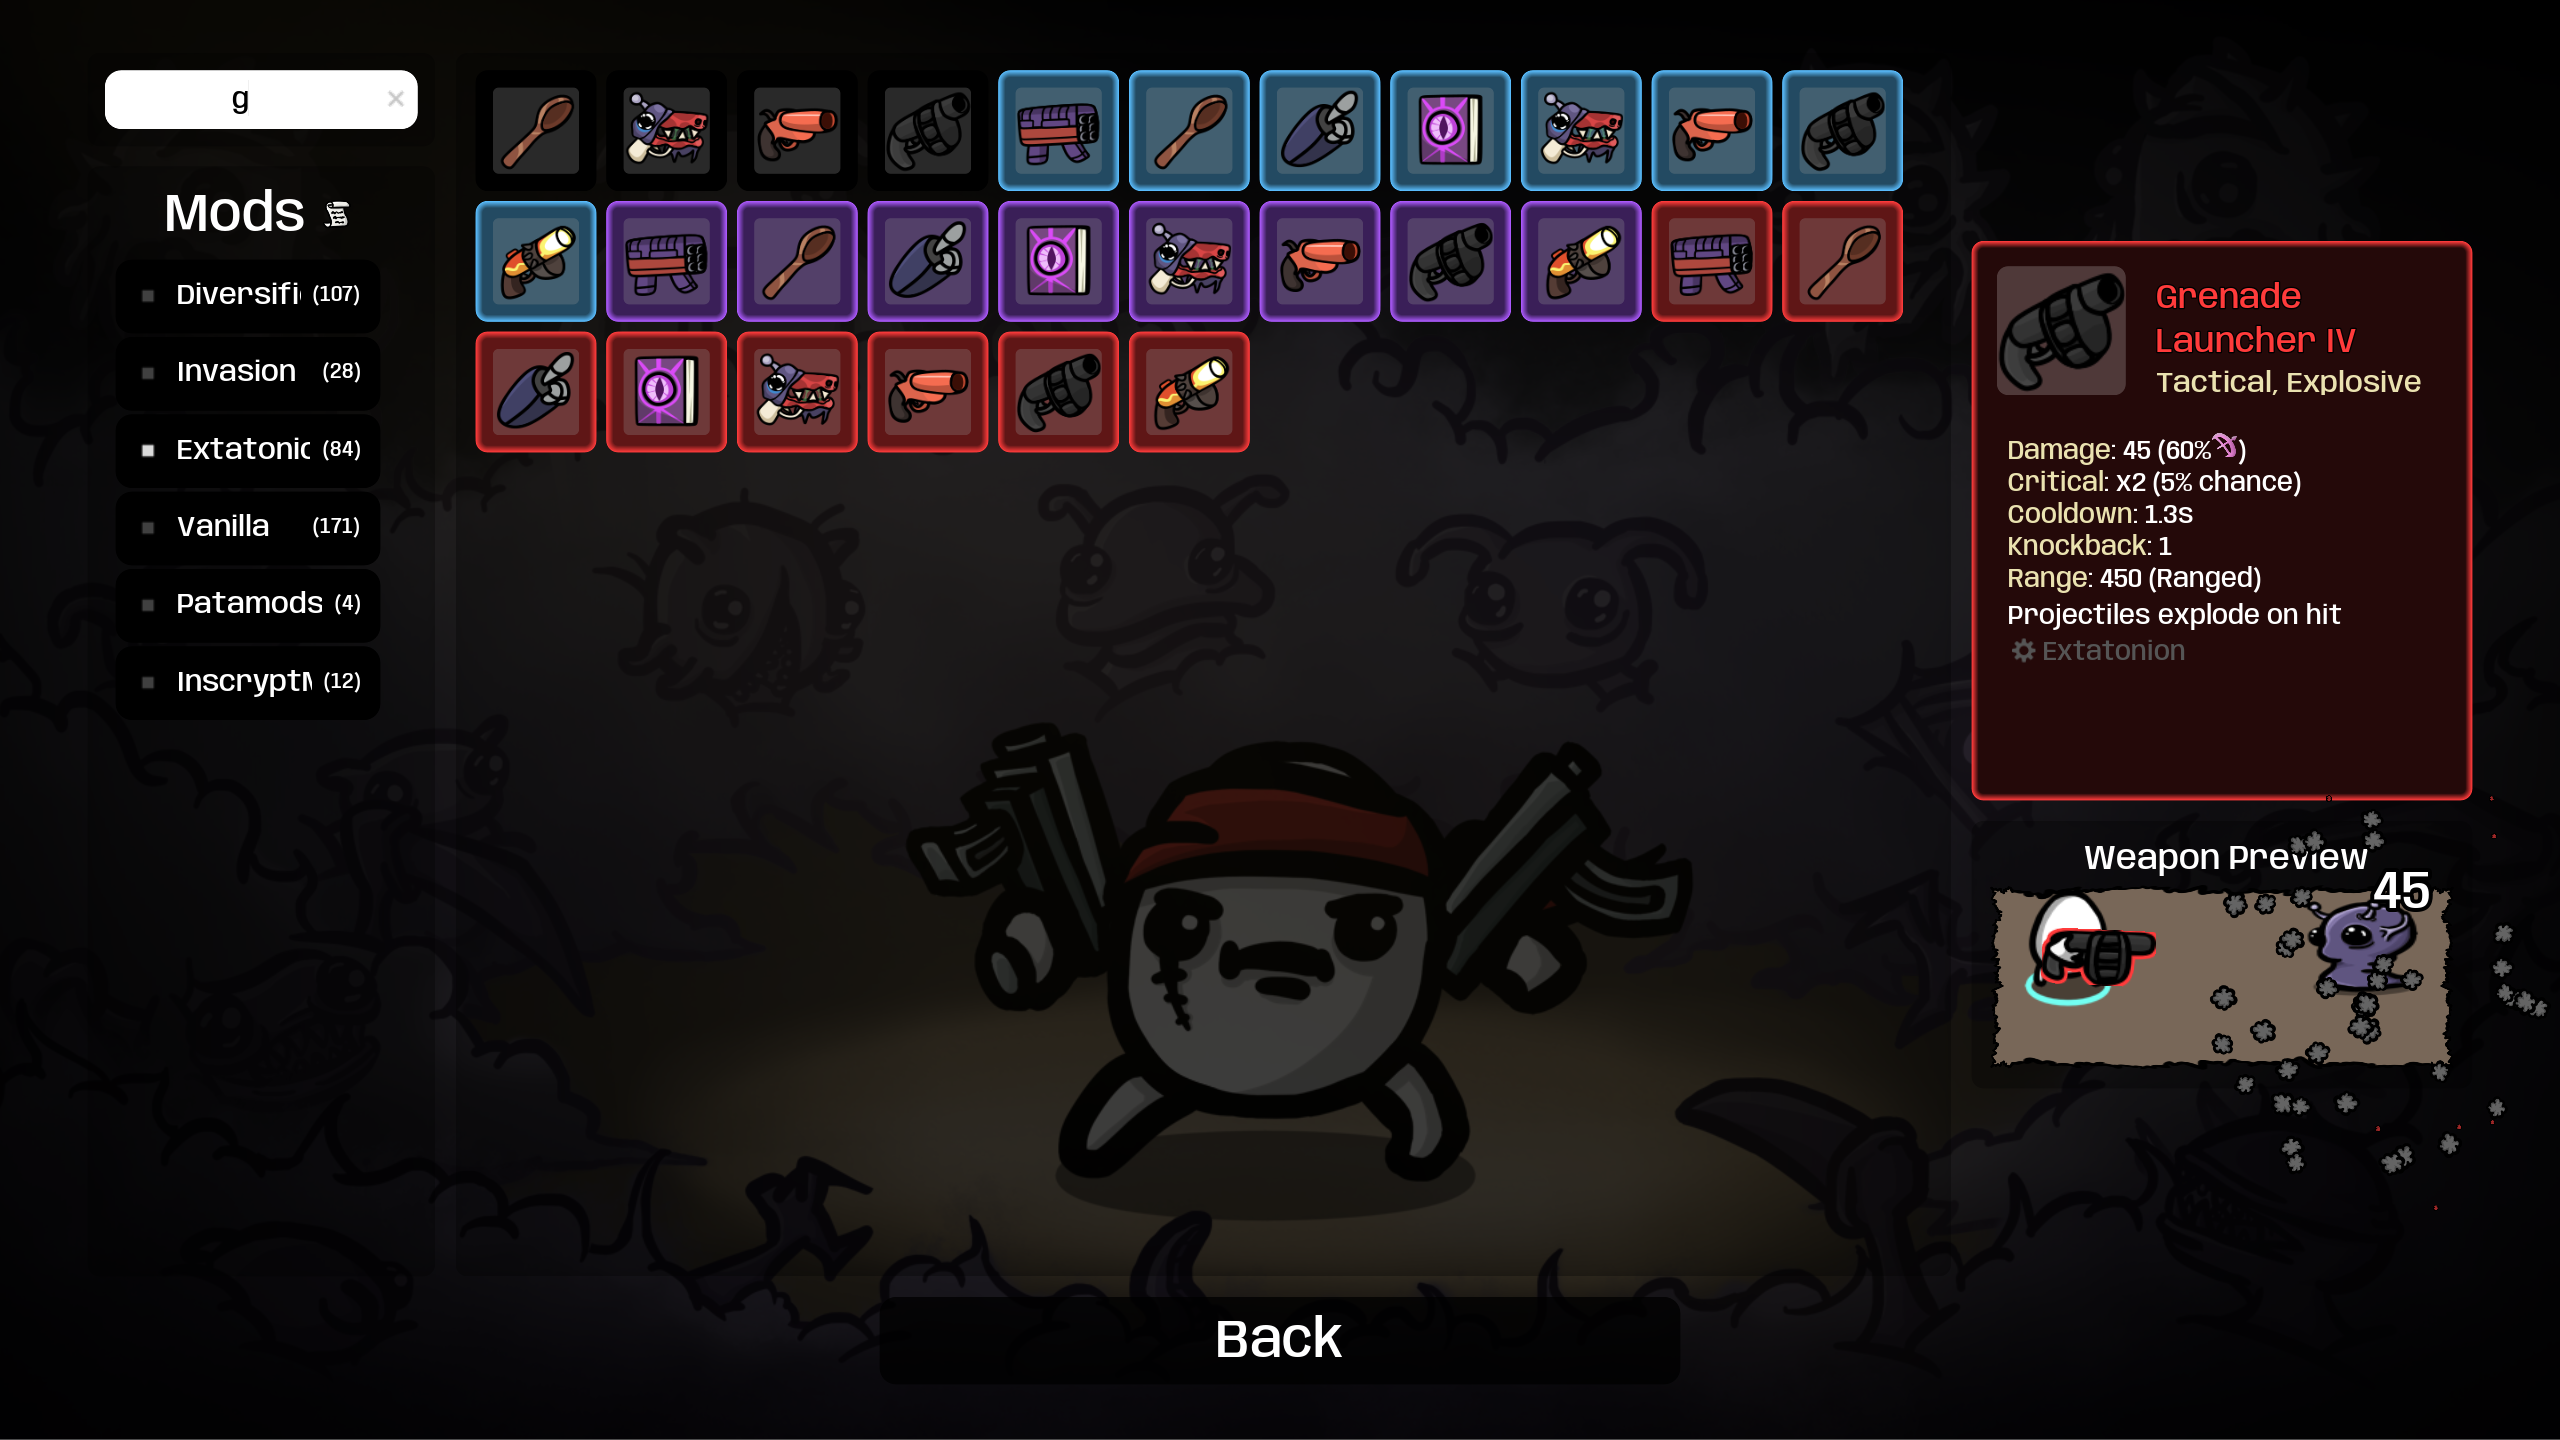 g ×
Mods
Diversifi (107)
Invasion (28)
Extatonic (84)
Vanilla (171)
Patamods (4)
InscryptM (12)
Grenade
Launcher IV
Tactical, Explosive
Damage: 45 (60%)
Critical: x2 (5% chance)
Cooldown: 1.3s
Knockback: 1
Range: 450 (Ranged)
Projectiles explode on hit
Extatonion
Weapon Preview
45
Back